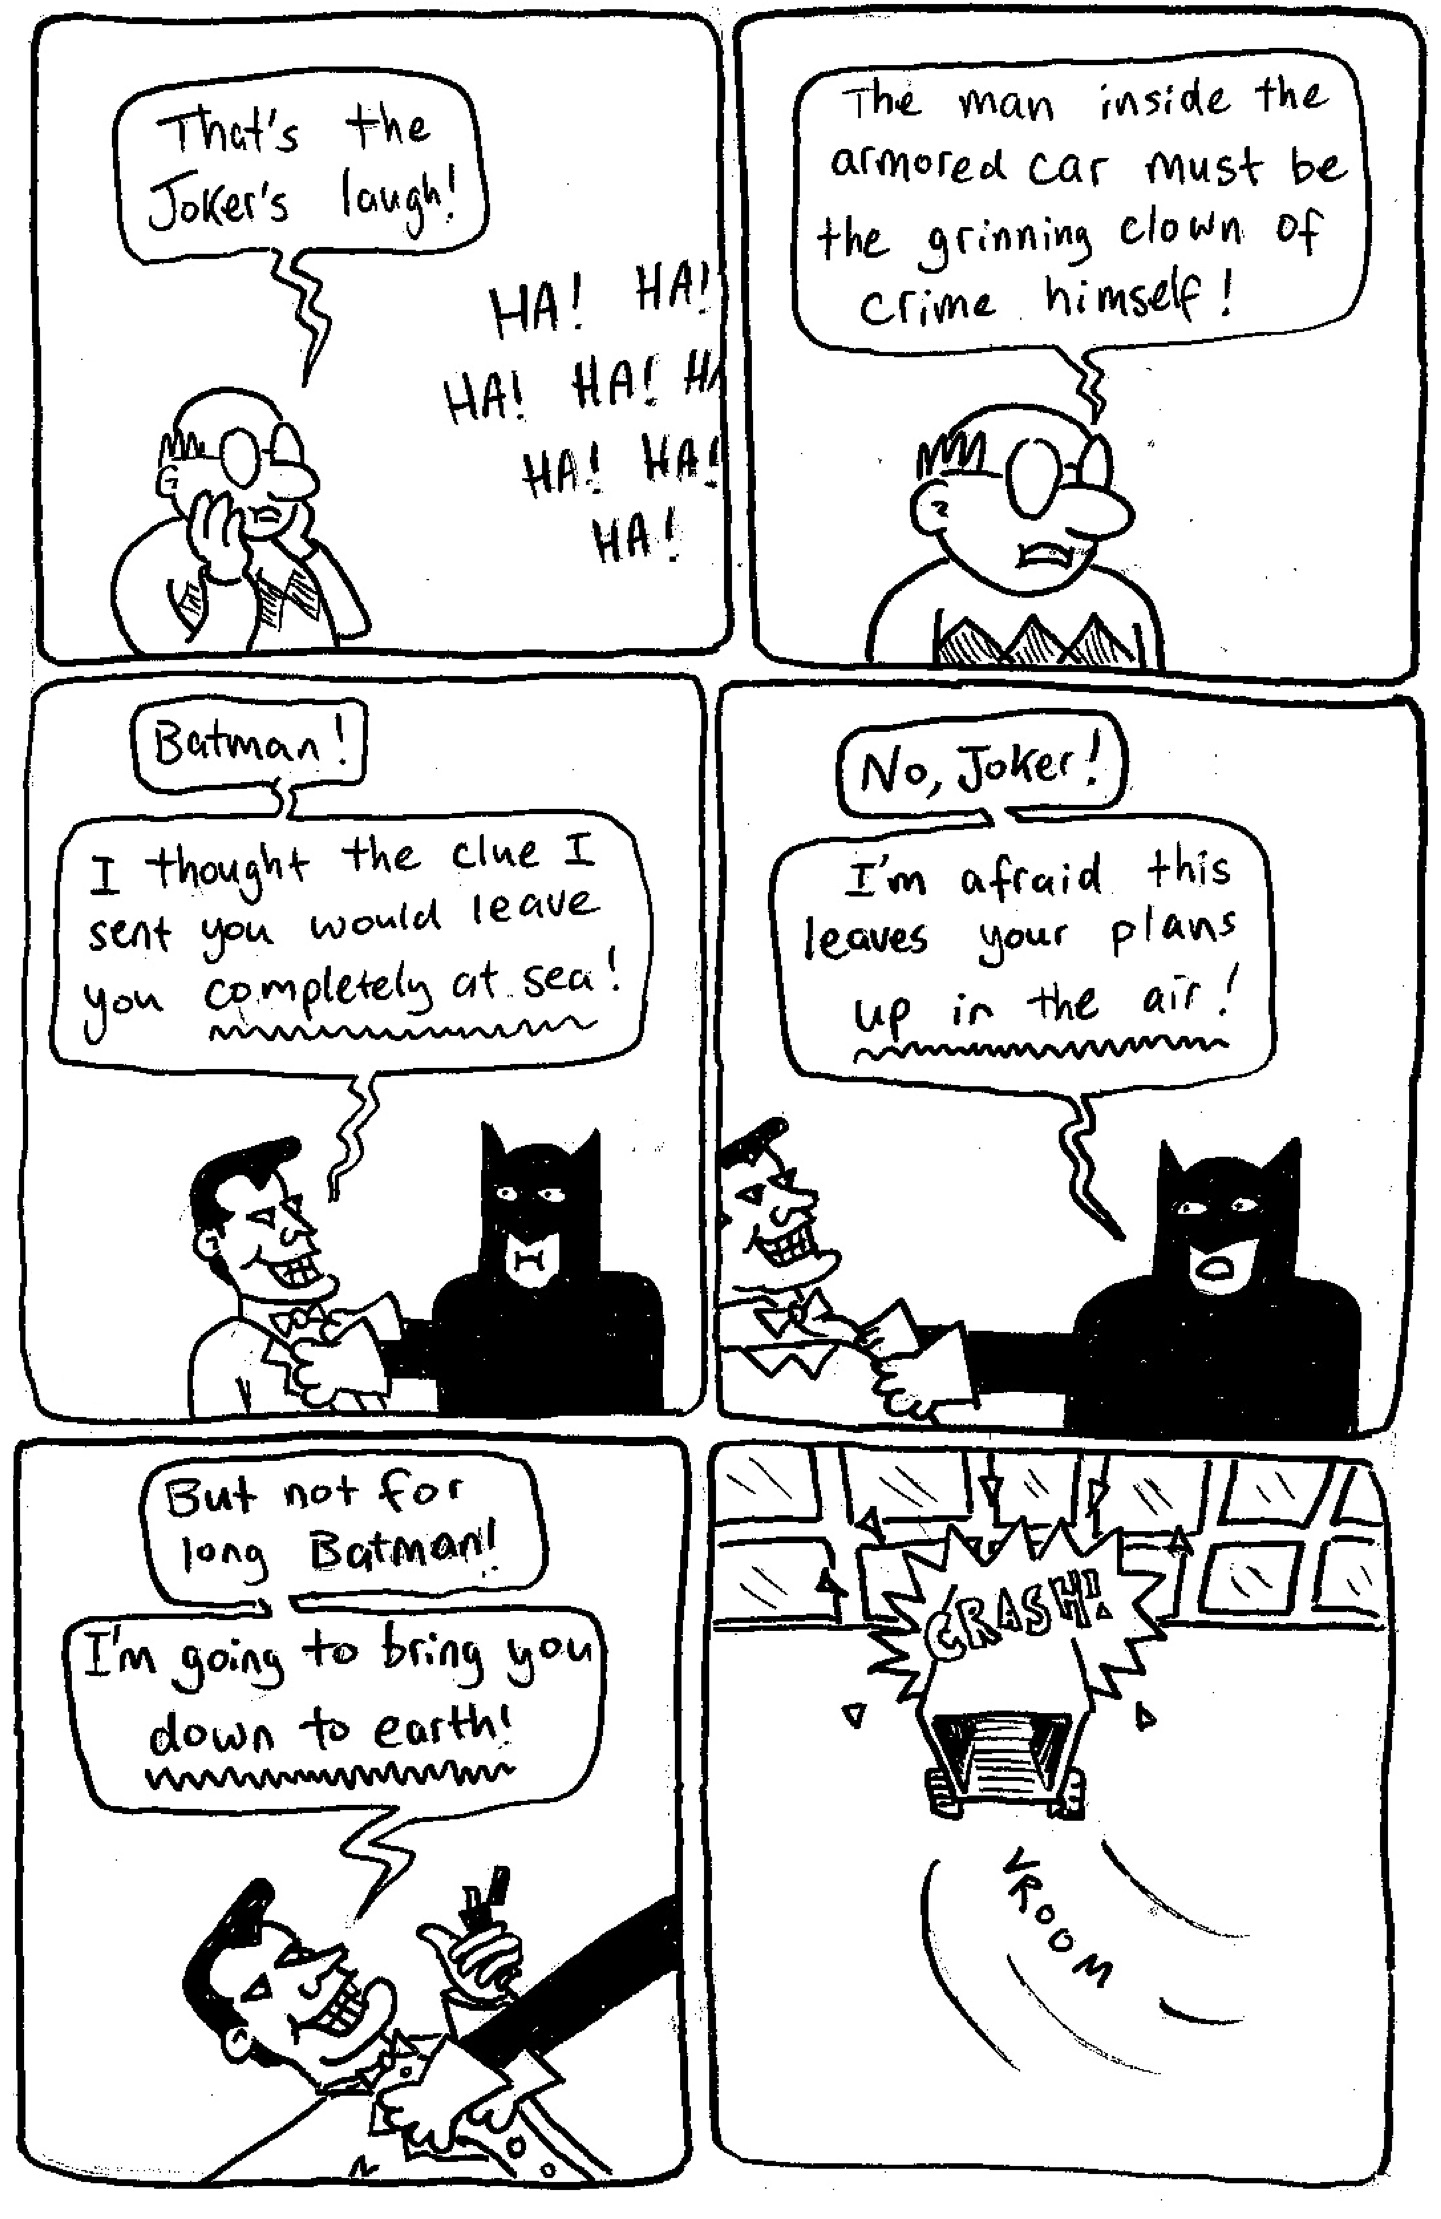 That's the
Joker's laugh!
HA! HA!
HA! HA! HA
HA! HA!
HA!
The man inside the
armored car must be
the grinning clown of
crime himself!
Batman!
I thought the clue I
sent you would leave
you completely at sea!
No, Joker!
I'm afraid this
leaves your plans
up in the air!
But not for
long Batman!
I'm going to bring you
down to earth!
CRASH!
VROOM